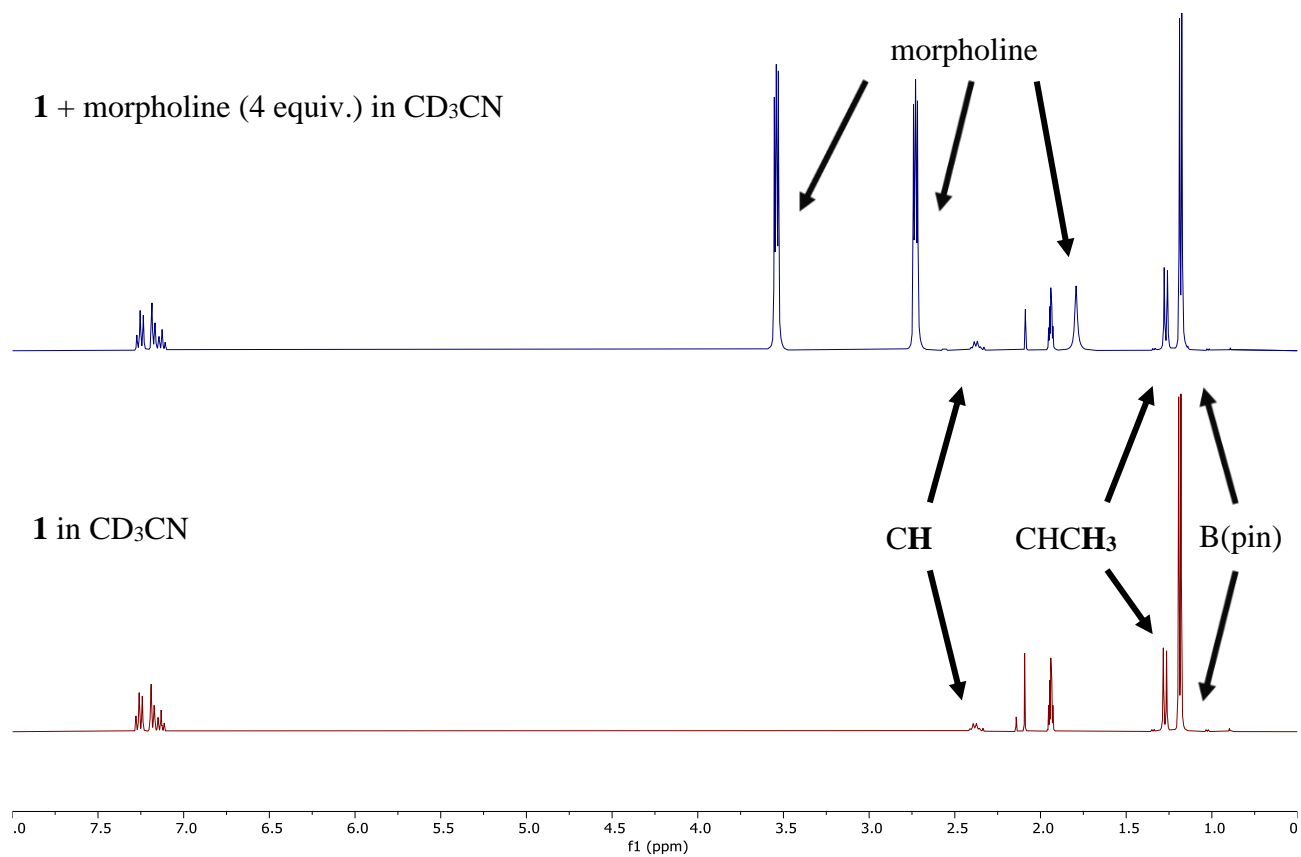 morpholine
1 + morpholine (4 equiv.) in CD₃CN
1 in CD₃CN
CH CHCH₃ B(pin)
.0 7.5 7.0 6.5 6.0 5.5 5.0 4.5 4.0 3.5 3.0 2.5 2.0 1.5 1.0 0
f1 (ppm)